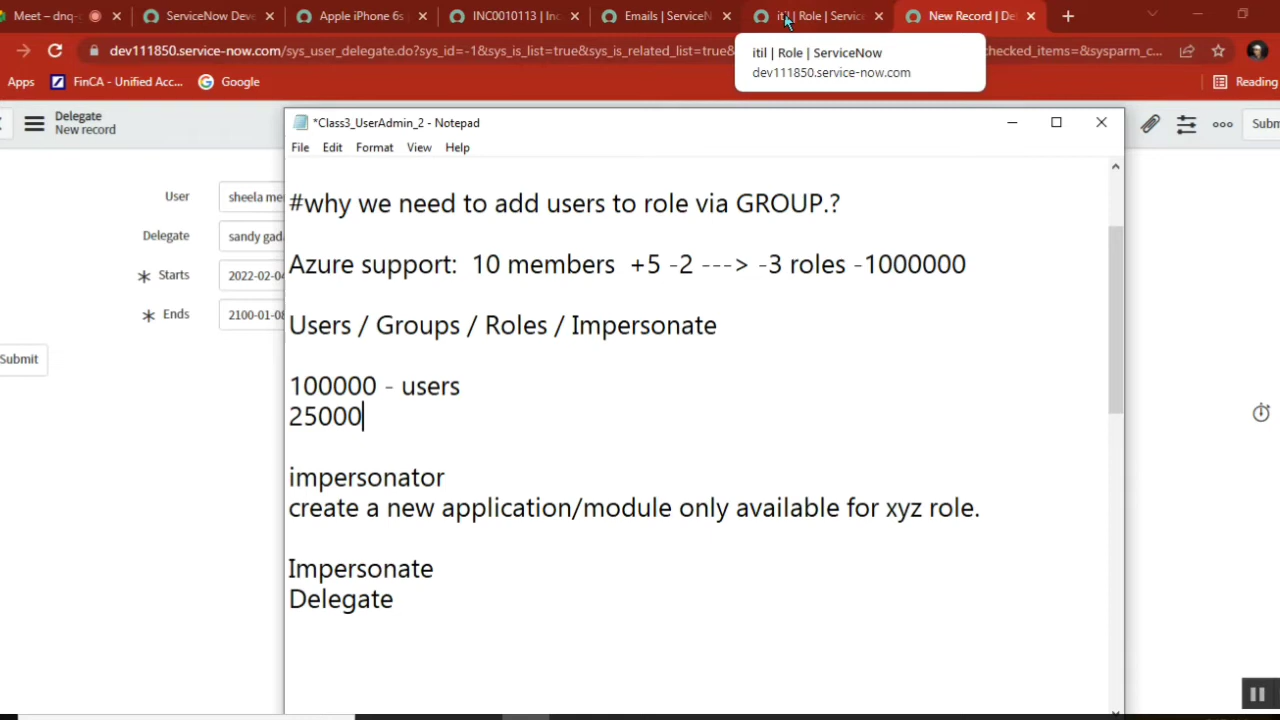 Meet – dnq-
ServiceNow Deve
Apple iPhone 6s
INC0010113 | Inc
Emails | ServiceN
itil | Role | Service
New Record | De
dev111850.service-now.com/sys_user_delegate.do?sys_id=-1&sys_is_list=true&sys_is_related_list=true&
checked_items=&sysparm_c...
itil | Role | ServiceNow
dev111850.service-now.com
Apps
FinCA - Unified Acc...
Google
Reading
Delegate
New record
Subm
*Class3_UserAdmin_2 - Notepad
File Edit Format View Help
User
sheela me
Delegate
sandy gad
Starts
2022-02-04
Ends
2100-01-08
Submit
#why we need to add users to role via GROUP.?
Azure support: 10 members +5 -2 ---> -3 roles -1000000
Users / Groups / Roles / Impersonate
100000 - users
25000
impersonator
create a new application/module only available for xyz role.
Impersonate
Delegate